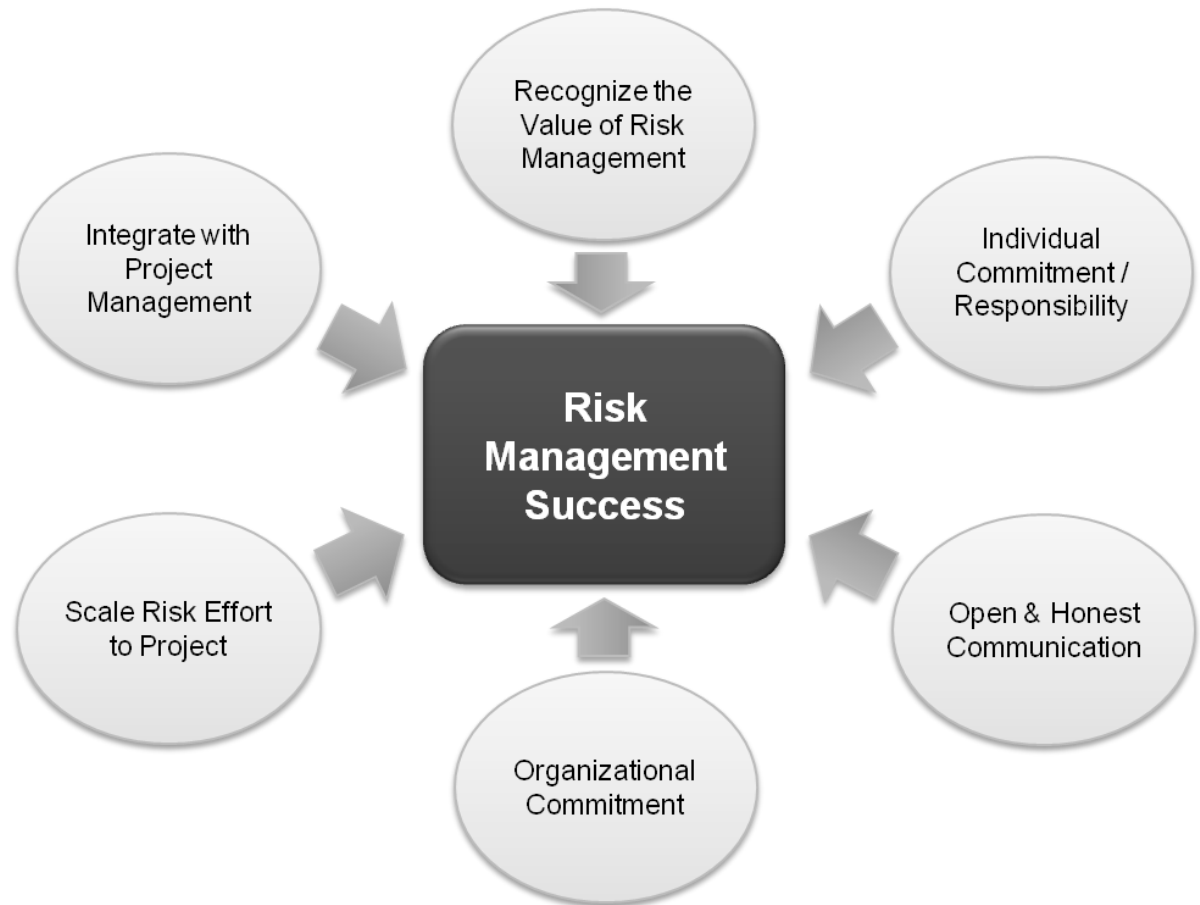 Recognize the
Value of Risk
Management
Integrate with
Project
Management
Individual
Commitment /
Responsibility
Risk
Management
Success
Scale Risk Effort
to Project
Open & Honest
Communication
Organizational
Commitment